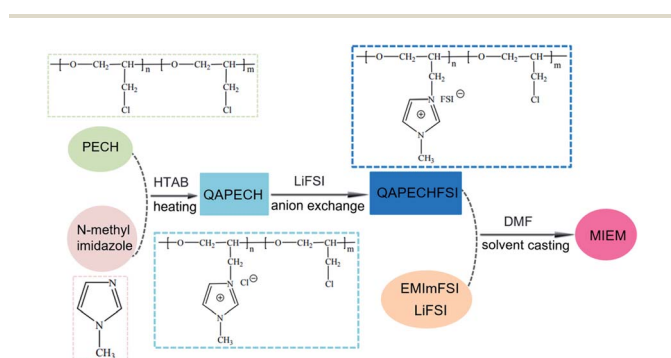 —[—O—CH₂—CH—]n—[—O—CH₂—CH—]m—
CH₂
CH₂
Cl
Cl
PECH
N-methyl
imidazole
N
N
CH₃
HTAB
heating
QAPECH
—[—O—CH₂—CH—]n—[—O—CH₂—CH—]m—
CH₂
CH₂
N
Cl⊖
Cl
⊕
N
CH₃
LiFSI
anion exchange
—[—O—CH₂—CH—]n—[—O—CH₂—CH—]m—
CH₂
CH₂
N
FSI⊖
Cl
⊕
N
CH₃
QAPECHFSI
EMImFSI
LiFSI
DMF
solvent casting
MIEM